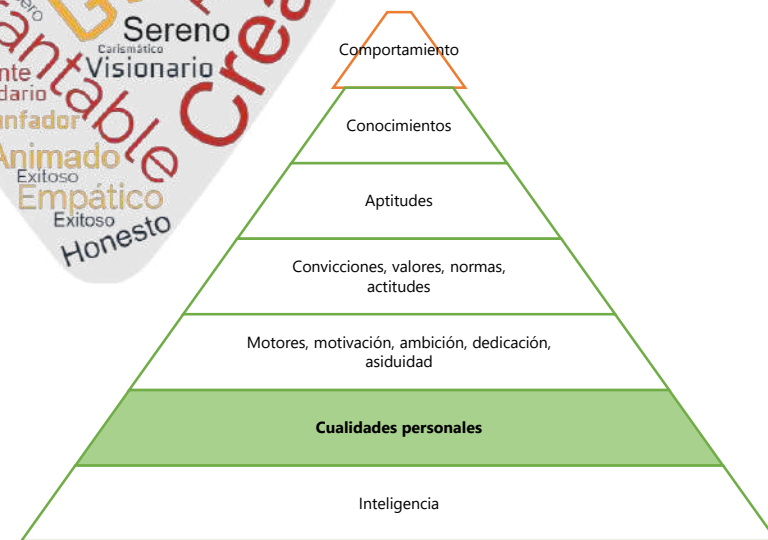 Sereno
Carismático
Visionario
Animado
Exitoso
Empático
Exitoso
Honesto
Comportamiento
Conocimientos
Aptitudes
Convicciones, valores, normas,
actitudes
Motores, motivación, ambición, dedicación,
asiduidad
Cualidades personales
Inteligencia